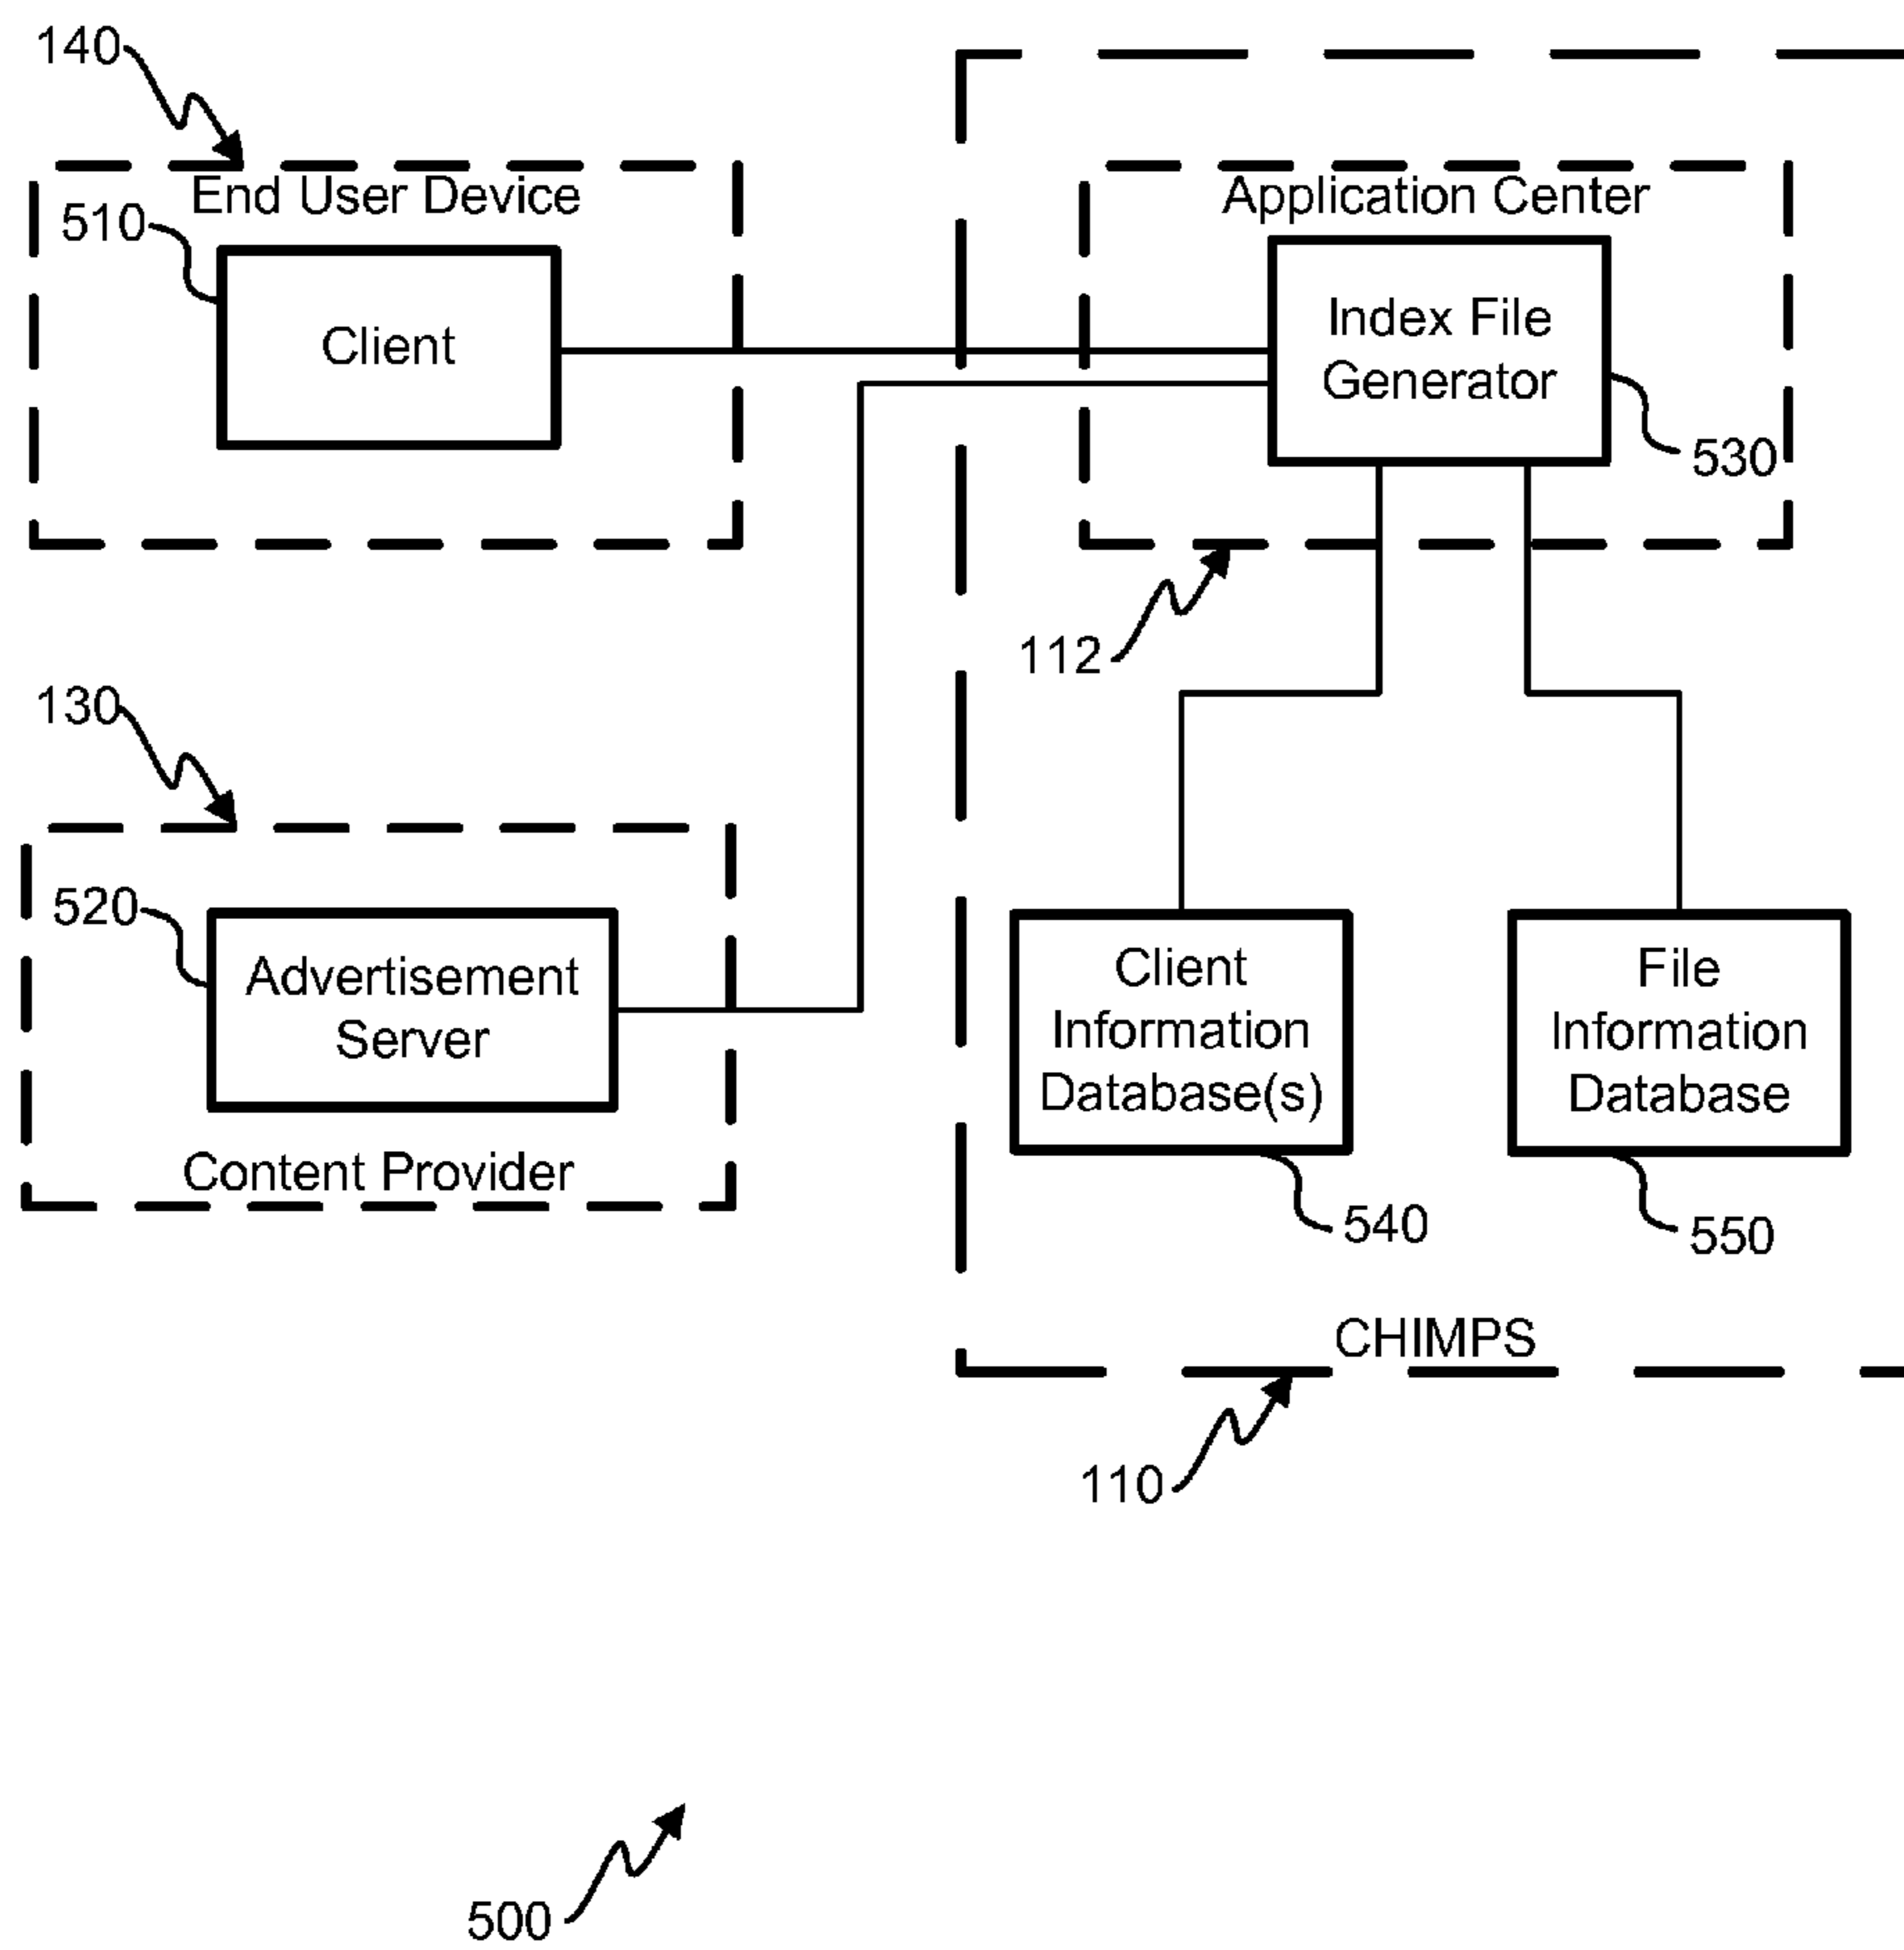 140
End User Device
510
Client
Application Center
Index File
Generator
530
112
130
520
Advertisement
Server
Content Provider
Client
Information
Database(s)
540
File
Information
Database
550
CHIMPS
110
500